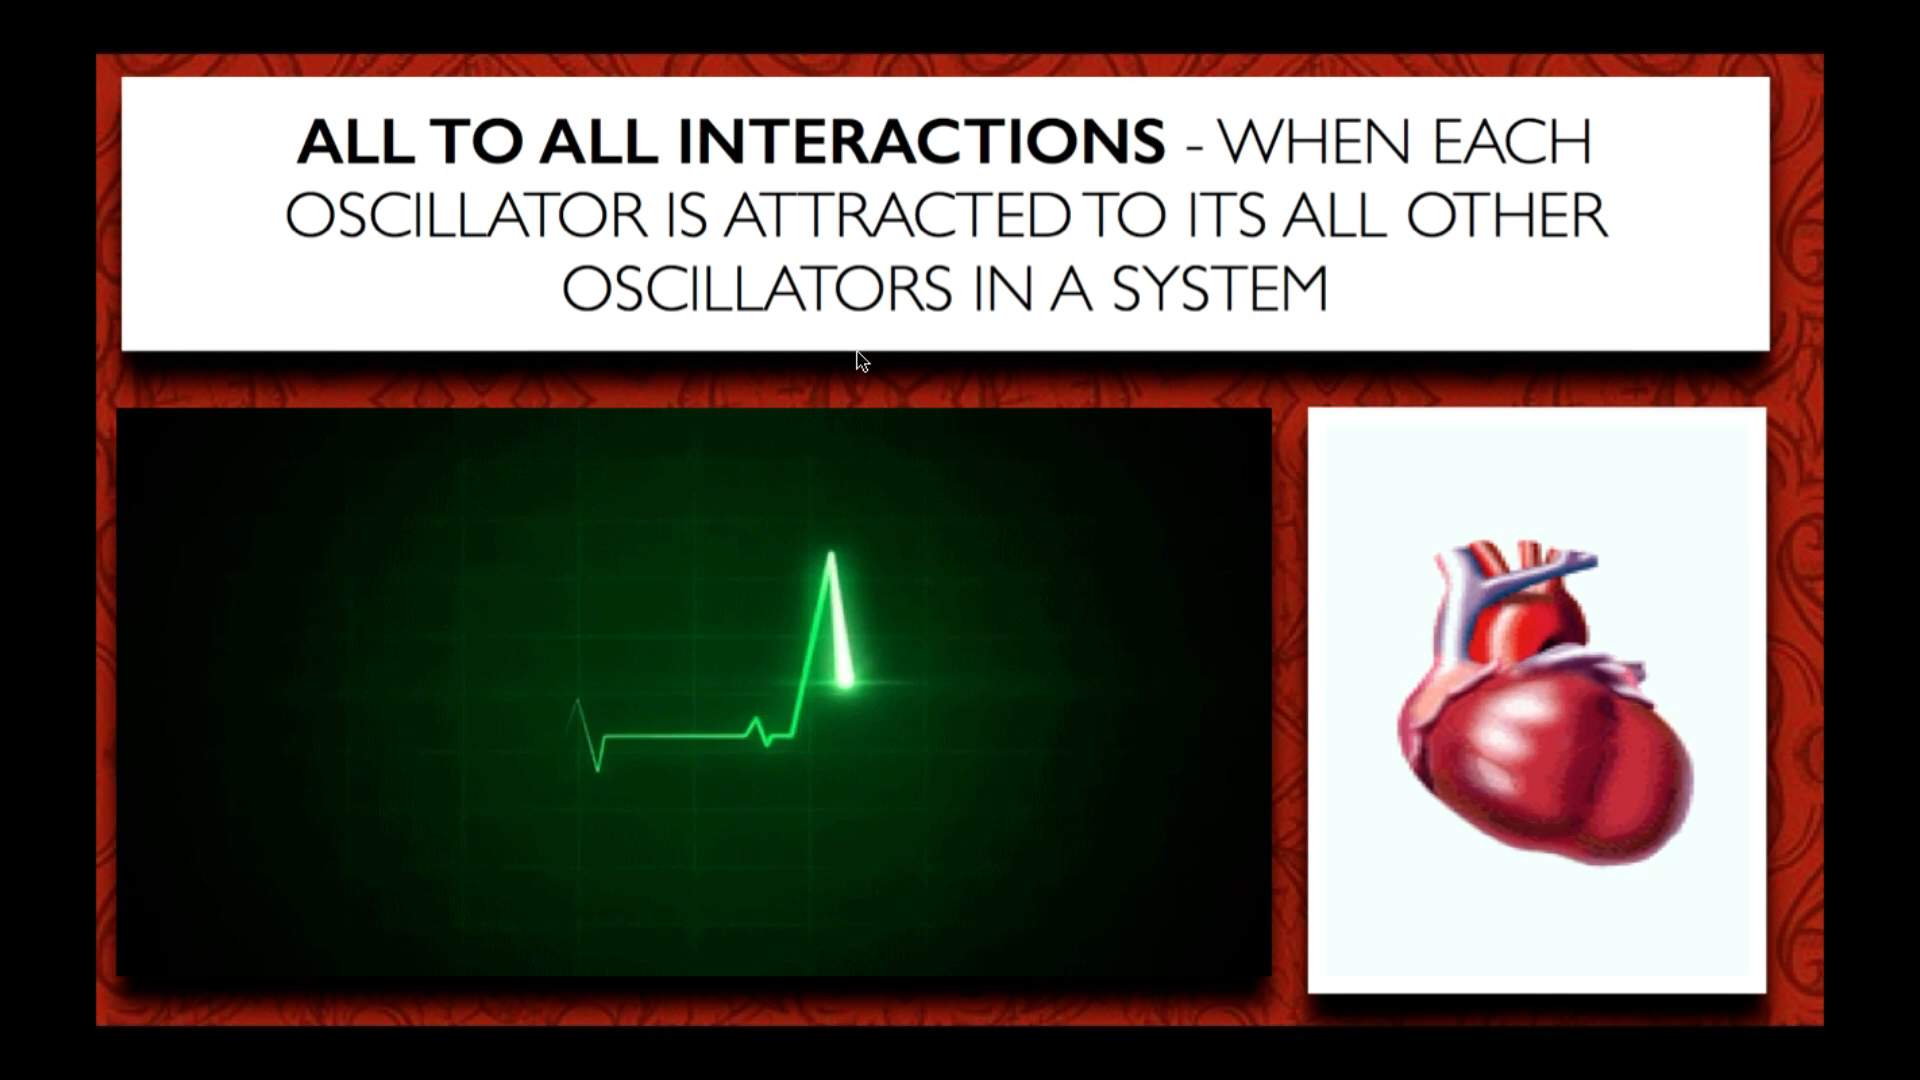 ALL TO ALL INTERACTIONS - WHEN EACH
OSCILLATOR IS ATTRACTED TO ITS ALL OTHER
OSCILLATORS IN A SYSTEM